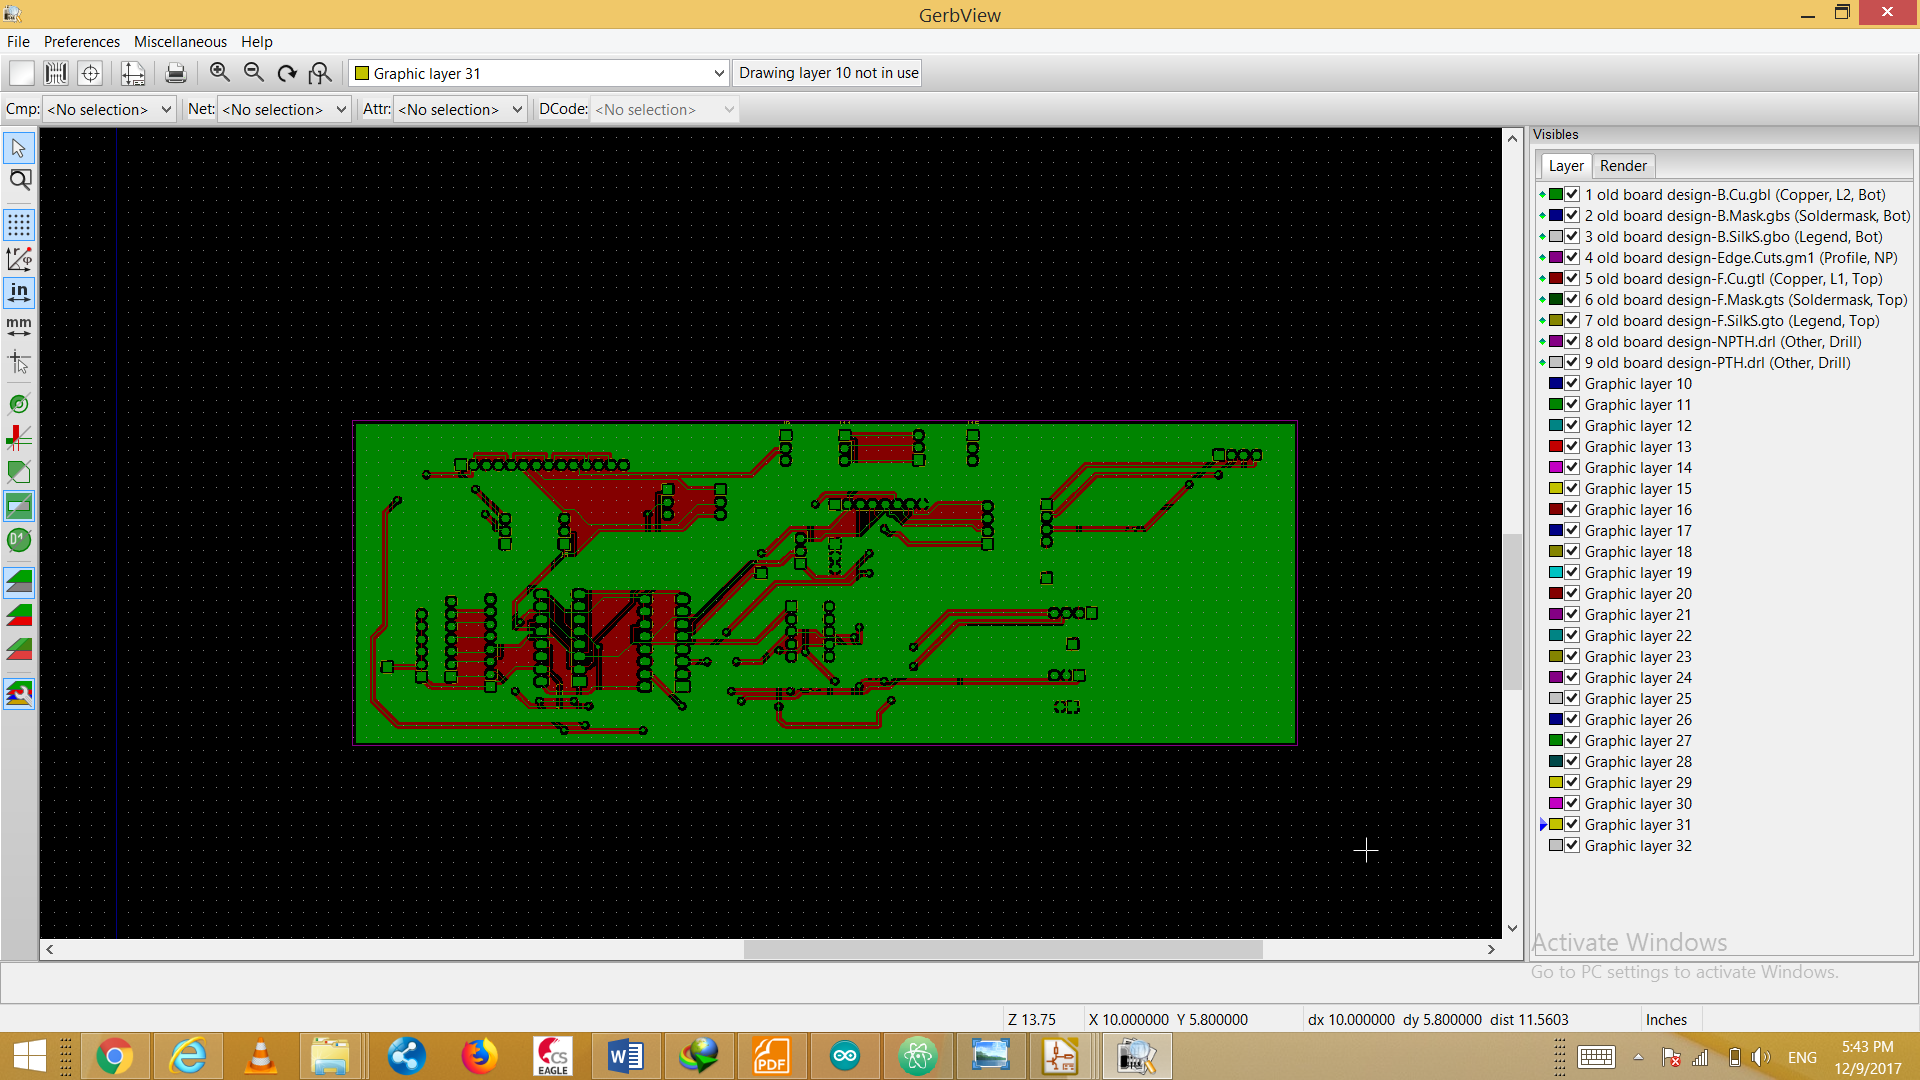 GerbView
File Preferences Miscellaneous Help
Graphic layer 31 Drawing layer 10 not in use
Cmp: <No selection> Net: <No selection> Attr: <No selection> DCode: <No selection>
Visibles
Layer Render
1 old board design-B.Cu.gbl (Copper, L2, Bot)
2 old board design-B.Mask.gbs (Soldermask, Bot)
3 old board design-B.SilkS.gbo (Legend, Bot)
4 old board design-Edge.Cuts.gm1 (Profile, NP)
5 old board design-F.Cu.gtl (Copper, L1, Top)
6 old board design-F.Mask.gts (Soldermask, Top)
7 old board design-F.SilkS.gto (Legend, Top)
8 old board design-NPTH.drl (Other, Drill)
9 old board design-PTH.drl (Other, Drill)
Graphic layer 10
Graphic layer 11
Graphic layer 12
Graphic layer 13
Graphic layer 14
Graphic layer 15
Graphic layer 16
Graphic layer 17
Graphic layer 18
Graphic layer 19
Graphic layer 20
Graphic layer 21
Graphic layer 22
Graphic layer 23
Graphic layer 24
Graphic layer 25
Graphic layer 26
Graphic layer 27
Graphic layer 28
Graphic layer 29
Graphic layer 30
Graphic layer 31
Graphic layer 32
in
mm
Activate Windows
Go to PC settings to activate Windows.
Z 13.75 X 10.000000 Y 5.800000 dx 10.000000 dy 5.800000 dist 11.5603 Inches
CS
EAGLE
PDF
ENG
5:43 PM
12/9/2017